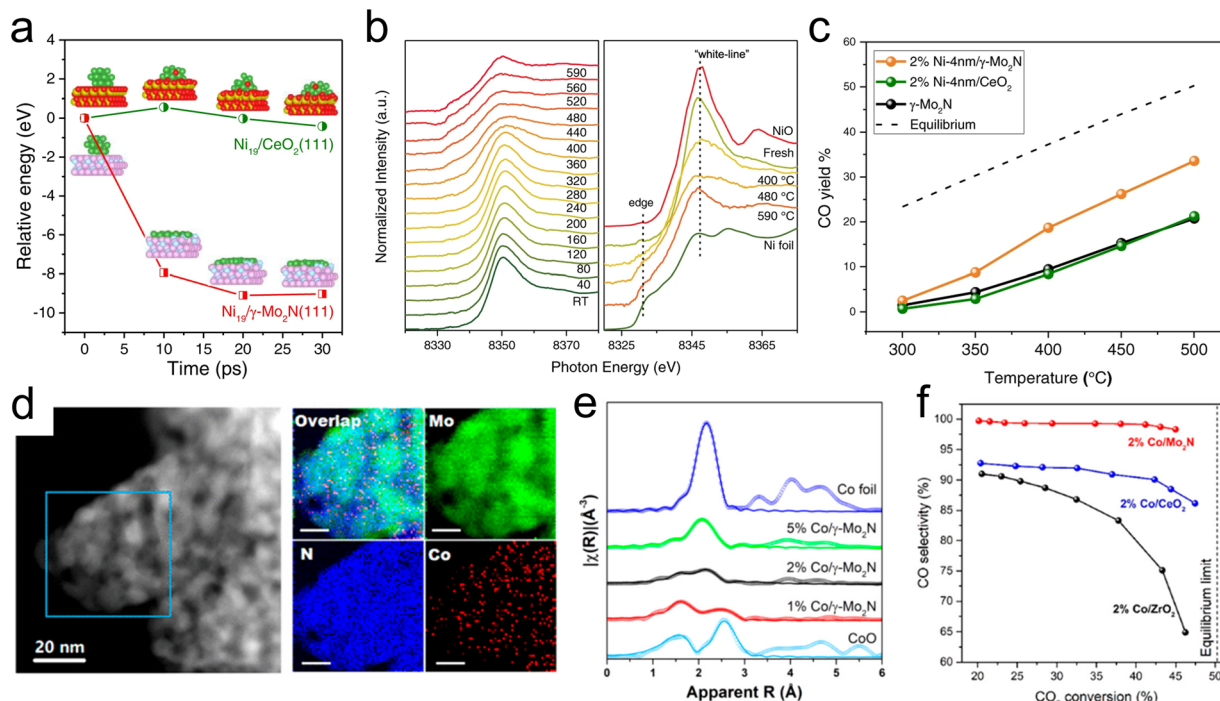 a
Relative energy (eV)
4
2
0
-2
-4
-6
-8
-10
Ni₁₉/CeO₂(111)
Ni₁₉/γ-Mo₂N(111)
0 5 10 15 20 25 30
Time (ps)
b
Normalized Intensity (a.u.)
590
560
520
480
440
400
360
320
280
240
200
160
120
80
40
RT
8330 8350 8370
"white-line"
NiO
Fresh
edge
400 °C
480 °C
590 °C
Ni foil
8325 8345 8365
Photon Energy (eV)
c
CO yield %
60
50
40
30
20
10
0
2% Ni-4nm/γ-Mo₂N
2% Ni-4nm/CeO₂
γ-Mo₂N
Equilibrium
300 350 400 450 500
Temperature (°C)
d
20 nm
Overlap
Mo
N
Co
e
|χ(R)|(Å⁻³)
Co foil
5% Co/γ-Mo₂N
2% Co/γ-Mo₂N
1% Co/γ-Mo₂N
CoO
0 1 2 3 4 5 6
Apparent R (Å)
f
CO selectivity (%)
100
95
90
85
80
75
70
65
60
2% Co/Mo₂N
2% Co/CeO₂
2% Co/ZrO₂
Equilibrium limit
20 25 30 35 40 45 50
CO₂ conversion (%)